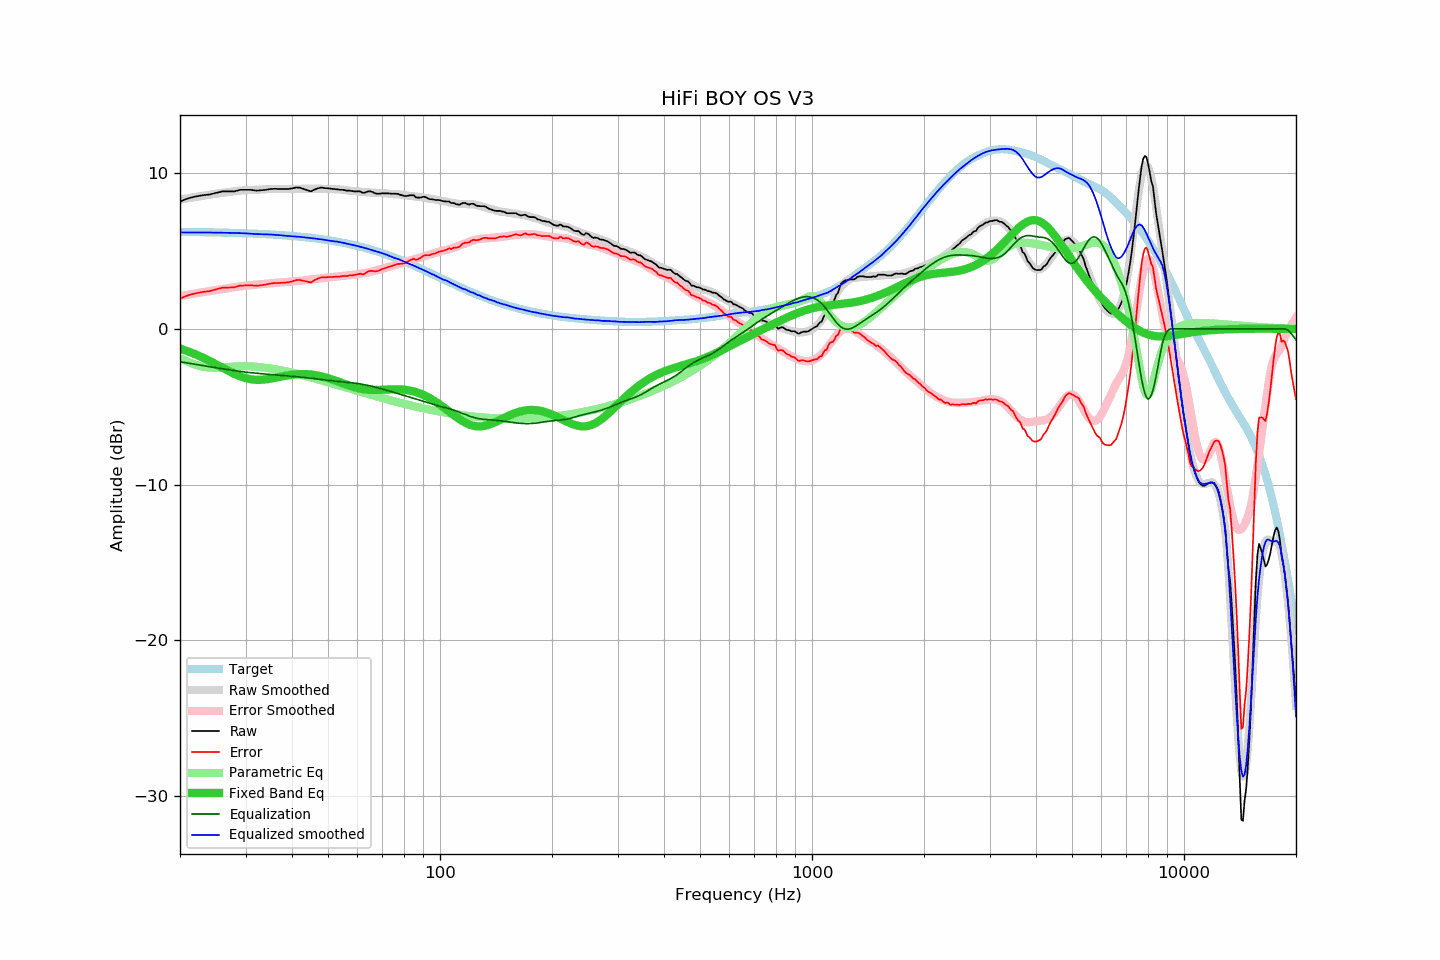 HiFi BOY OS V3
10
0
−10
−20
−30
Amplitude (dBr)
Target
Raw Smoothed
Error Smoothed
Raw
Error
Parametric Eq
Fixed Band Eq
Equalization
Equalized smoothed
100 1000 10000
Frequency (Hz)